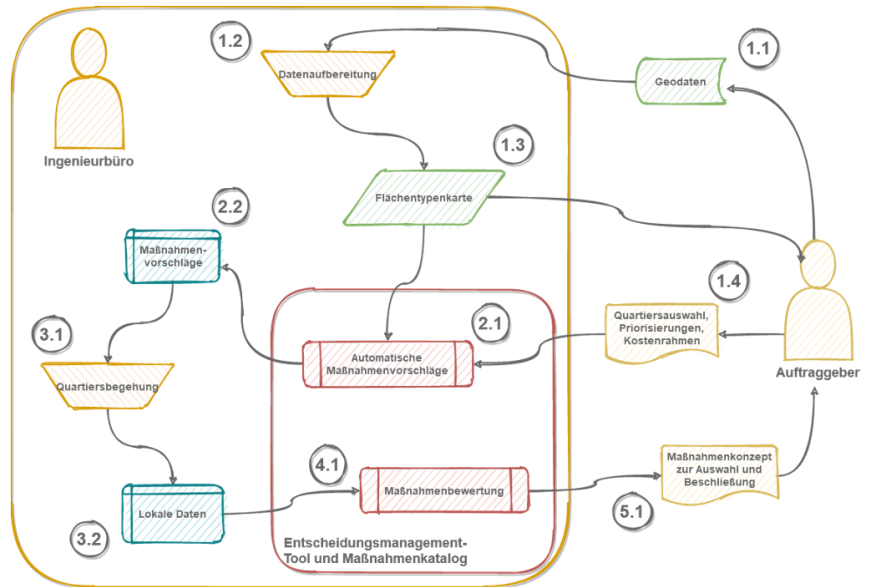 1.2
1.1
Datenaufbereitung
Geodaten
Ingenieurbüro
1.3
Flächentypenkarte
2.2
Maßnahmen-
vorschläge
1.4
Quartiersauswahl,
Priorisierungen,
Kostenrahmen
2.1
3.1
Automatische
Maßnahmenvorschläge
Auftraggeber
Quartiersbegehung
4.1
Maßnahmenkonzept
zur Auswahl und
Beschließung
Maßnahmenbewertung
Lokale Daten
5.1
3.2
Entscheidungsmanagement-
Tool und Maßnahmenkatalog